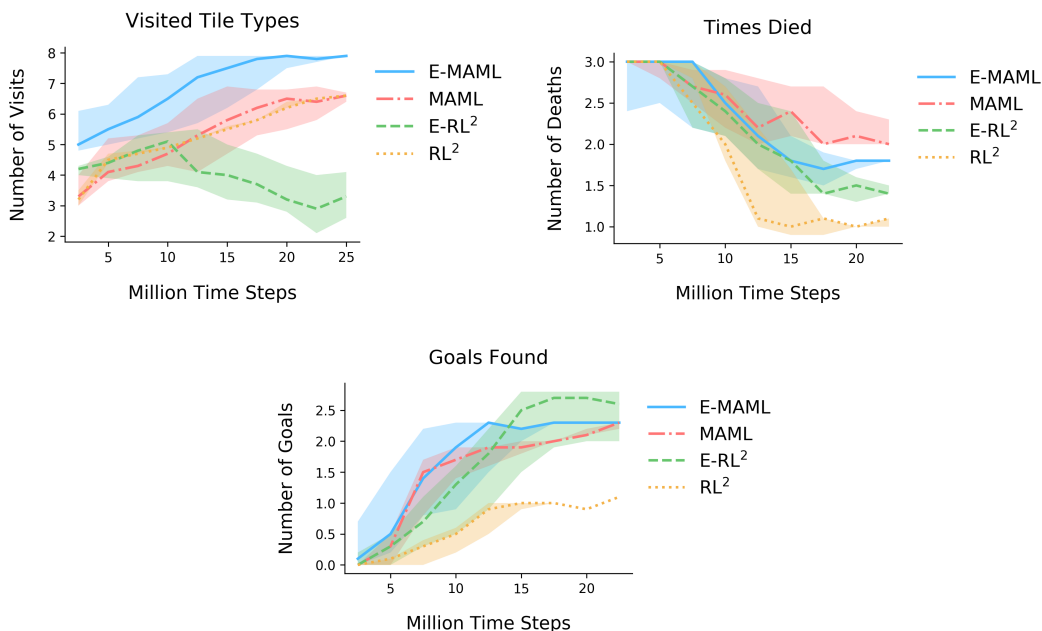 Visited Tile Types
Number of Visits
8
7
6
5
4
3
2
5
10
15
20
25
Million Time Steps
E-MAML
MAML
E-RL²
RL²
Times Died
Number of Deaths
3.0
2.5
2.0
1.5
1.0
5
10
15
20
Million Time Steps
E-MAML
MAML
E-RL²
RL²
Goals Found
Number of Goals
2.5
2.0
1.5
1.0
0.5
0.0
5
10
15
20
Million Time Steps
E-MAML
MAML
E-RL²
RL²